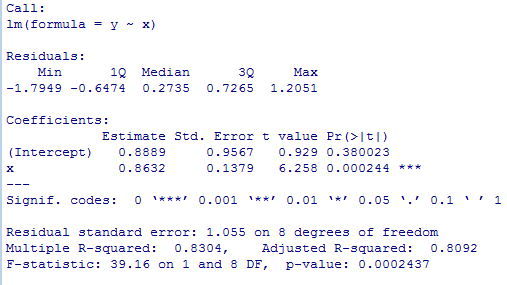 Call:
lm(formula = y ~ x)
Residuals:
    Min      1Q  Median      3Q     Max
-1.7949 -0.6474  0.2735  0.7265  1.2051
Coefficients:
            Estimate Std. Error t value Pr(>|t|)
(Intercept)   0.8889     0.9567   0.929 0.380023
x             0.8632     0.1379   6.258 0.000244 ***
---
Signif. codes:  0 ‘***’ 0.001 ‘**’ 0.01 ‘*’ 0.05 ‘.’ 0.1 ‘ ’ 1
Residual standard error: 1.055 on 8 degrees of freedom
Multiple R-squared:  0.8304,    Adjusted R-squared:  0.8092
F-statistic: 39.16 on 1 and 8 DF,  p-value: 0.0002437